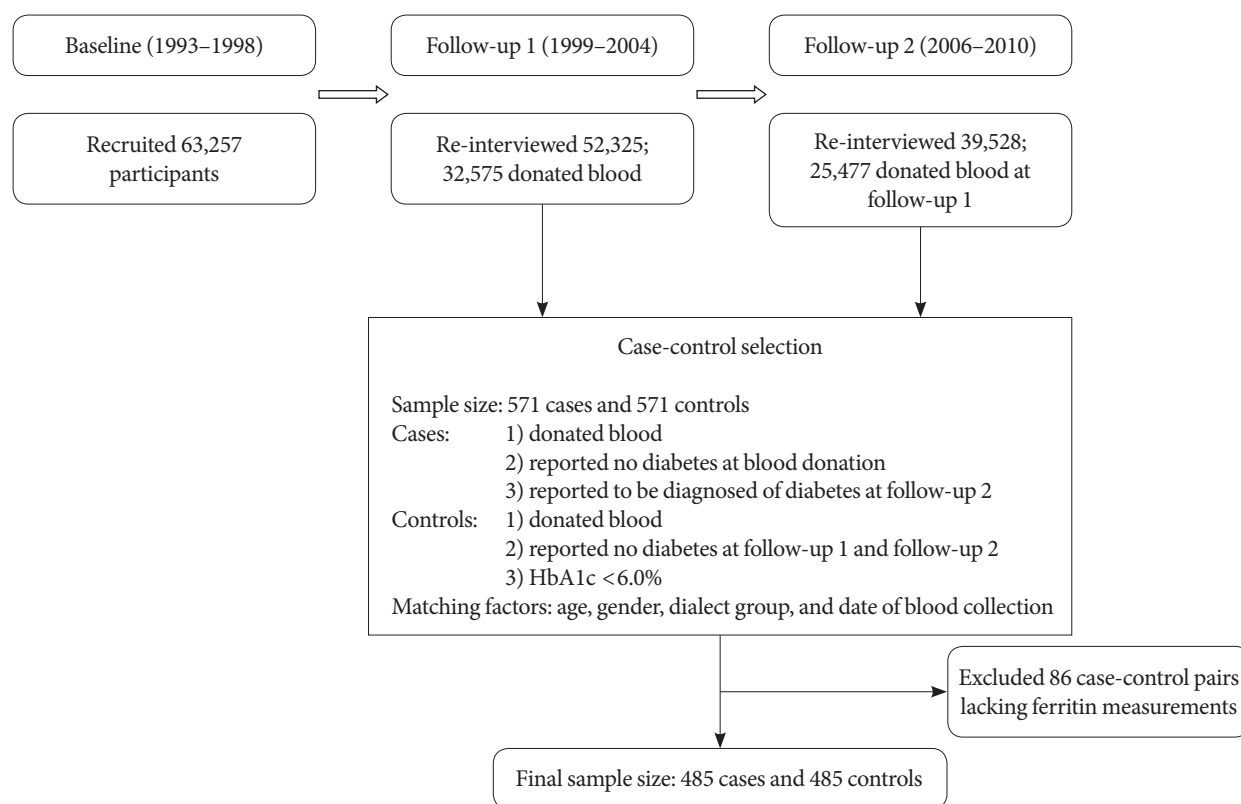 Baseline (1993–1998)
Follow-up 1 (1999–2004)
Follow-up 2 (2006–2010)
Recruited 63,257
participants
Re-interviewed 52,325;
32,575 donated blood
Re-interviewed 39,528;
25,477 donated blood at
follow-up 1
Case-control selection
Sample size: 571 cases and 571 controls
Cases: 1) donated blood
2) reported no diabetes at blood donation
3) reported to be diagnosed of diabetes at follow-up 2
Controls: 1) donated blood
2) reported no diabetes at follow-up 1 and follow-up 2
3) HbA1c <6.0%
Matching factors: age, gender, dialect group, and date of blood collection
Excluded 86 case-control pairs
lacking ferritin measurements
Final sample size: 485 cases and 485 controls